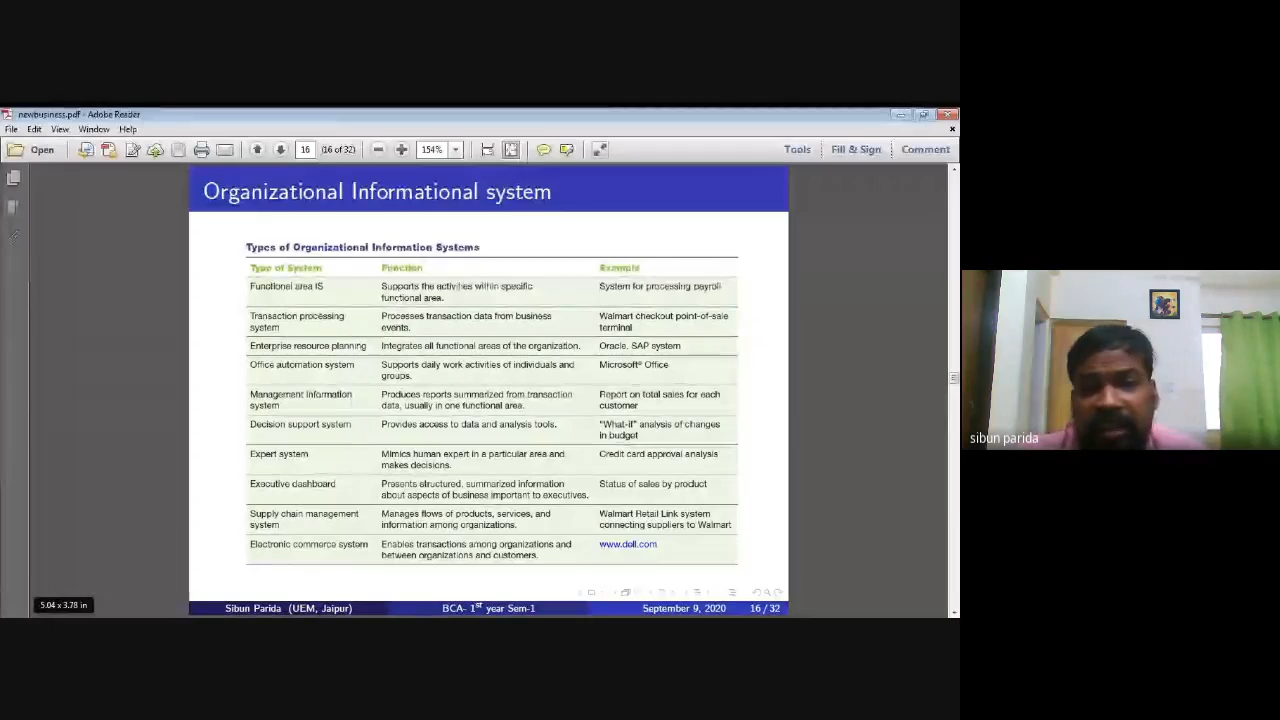 newbusiness.pdf - Adobe Reader
File Edit View Window Help
Open 16 (16 of 32) 154% Tools Fill & Sign Comment
Organizational Informational system
Types of Organizational Information Systems
Type of System Function Example
Functional area IS Supports the activities within specific System for processing payroll
functional area.
Transaction processing Processes transaction data from business Walmart checkout point-of-sale
system events. terminal
Enterprise resource planning Integrates all functional areas of the organization. Oracle, SAP system
Office automation system Supports daily work activities of individuals and Microsoft® Office
groups.
Management information Produces reports summarized from transaction Report on total sales for each
system data, usually in one functional area. customer
Decision support system Provides access to data and analysis tools. "What-if" analysis of changes
in budget
Expert system Mimics human expert in a particular area and Credit card approval analysis
makes decisions.
Executive dashboard Presents structured, summarized information Status of sales by product
about aspects of business important to executives.
Supply chain management Manages flows of products, services, and Walmart Retail Link system
system information among organizations. connecting suppliers to Walmart
Electronic commerce system Enables transactions among organizations and www.dell.com
between organizations and customers.
5.04 x 3.78 in
Sibun Parida (UEM, Jaipur) BCA- 1st year Sem-1 September 9, 2020 16 / 32
sibun parida